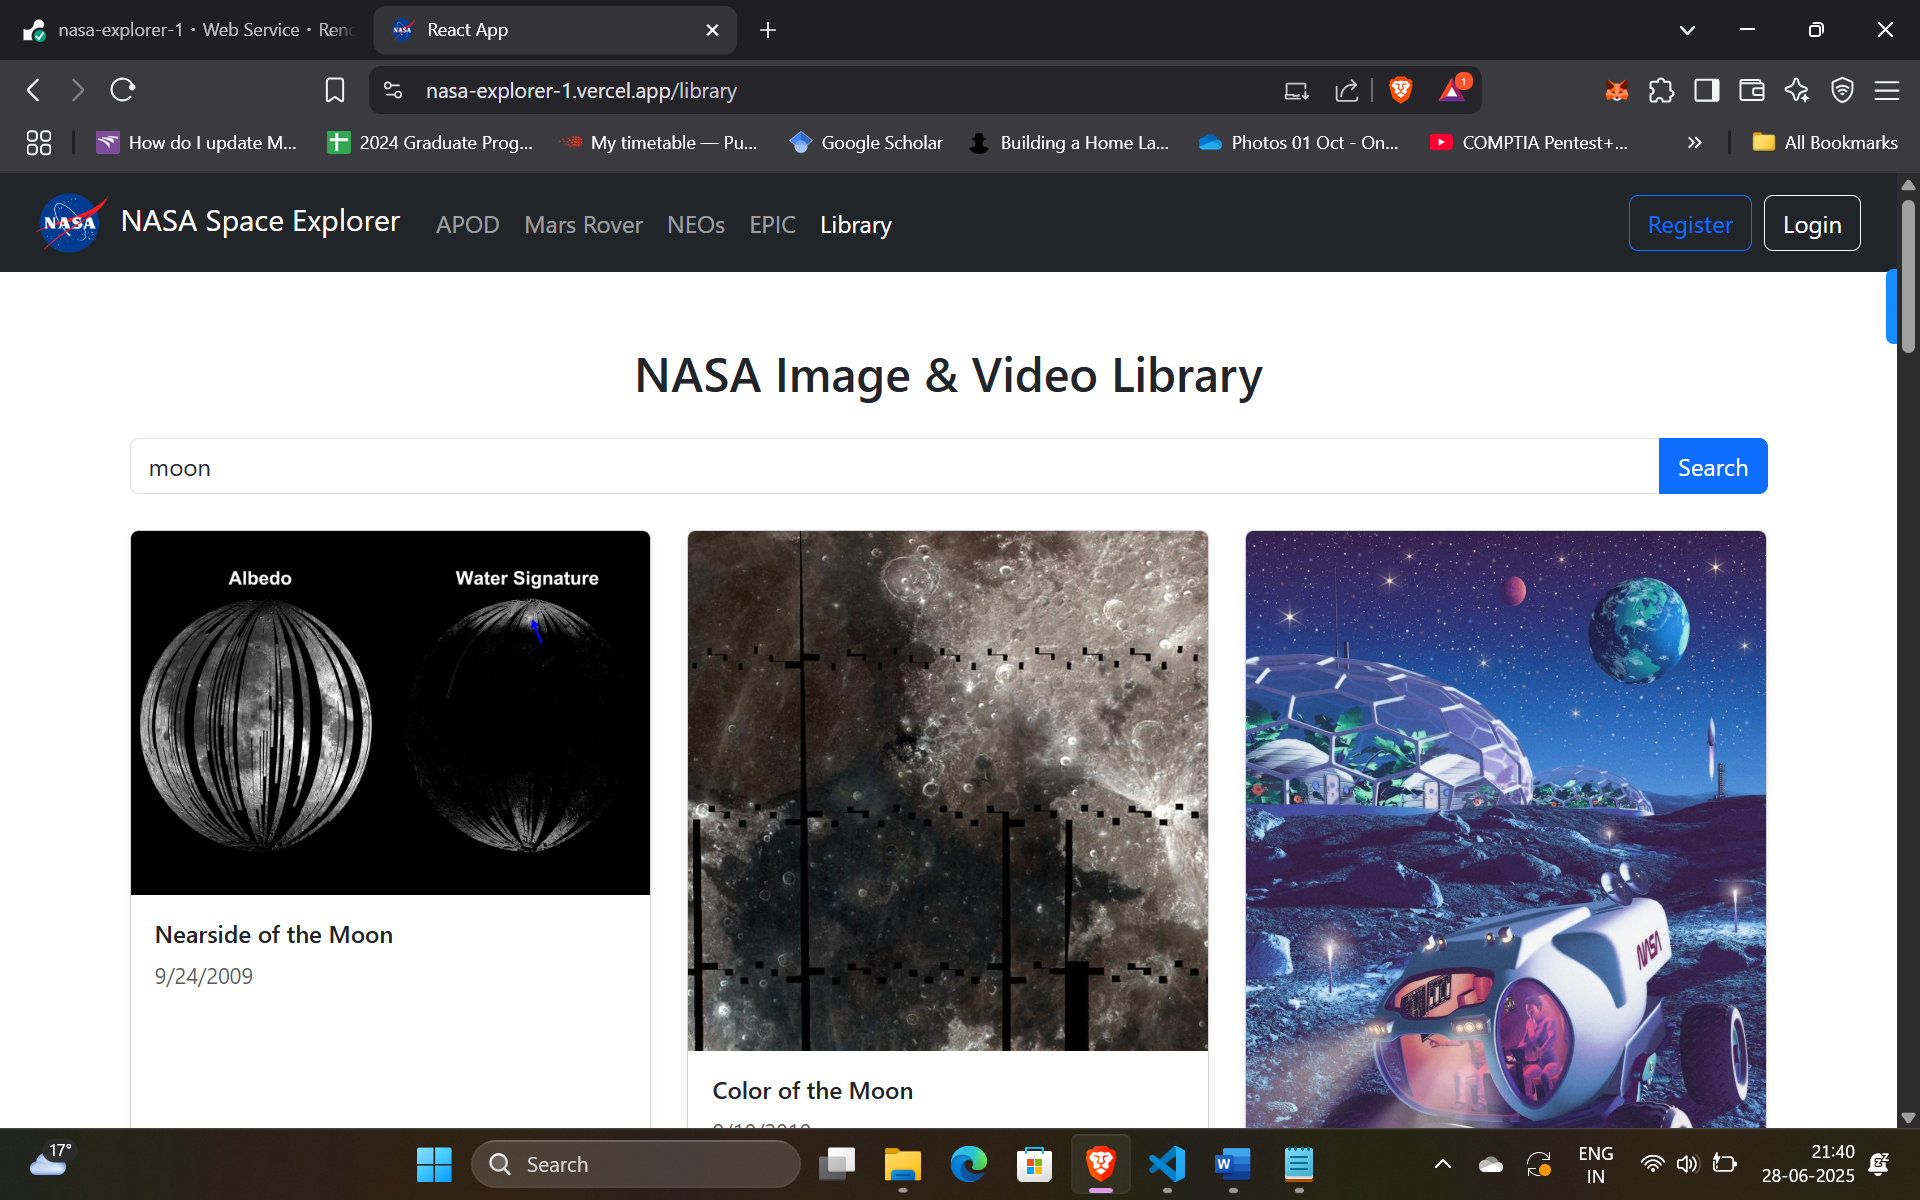 nasa-explorer-1 · Web Service · Ren
React App
nasa-explorer-1.vercel.app/library
1
How do I update M...
2024 Graduate Prog...
My timetable — Pu...
Google Scholar
Building a Home La...
Photos 01 Oct - On...
COMPTIA Pentest+...
All Bookmarks
NASA
NASA Space Explorer
APOD
Mars Rover
NEOs
EPIC
Library
Register
Login
NASA Image & Video Library
moon
Search
Albedo
Water Signature
NASA
Nearside of the Moon
9/24/2009
Color of the Moon
17°
Search
ENG
IN
21:40
28-06-2025